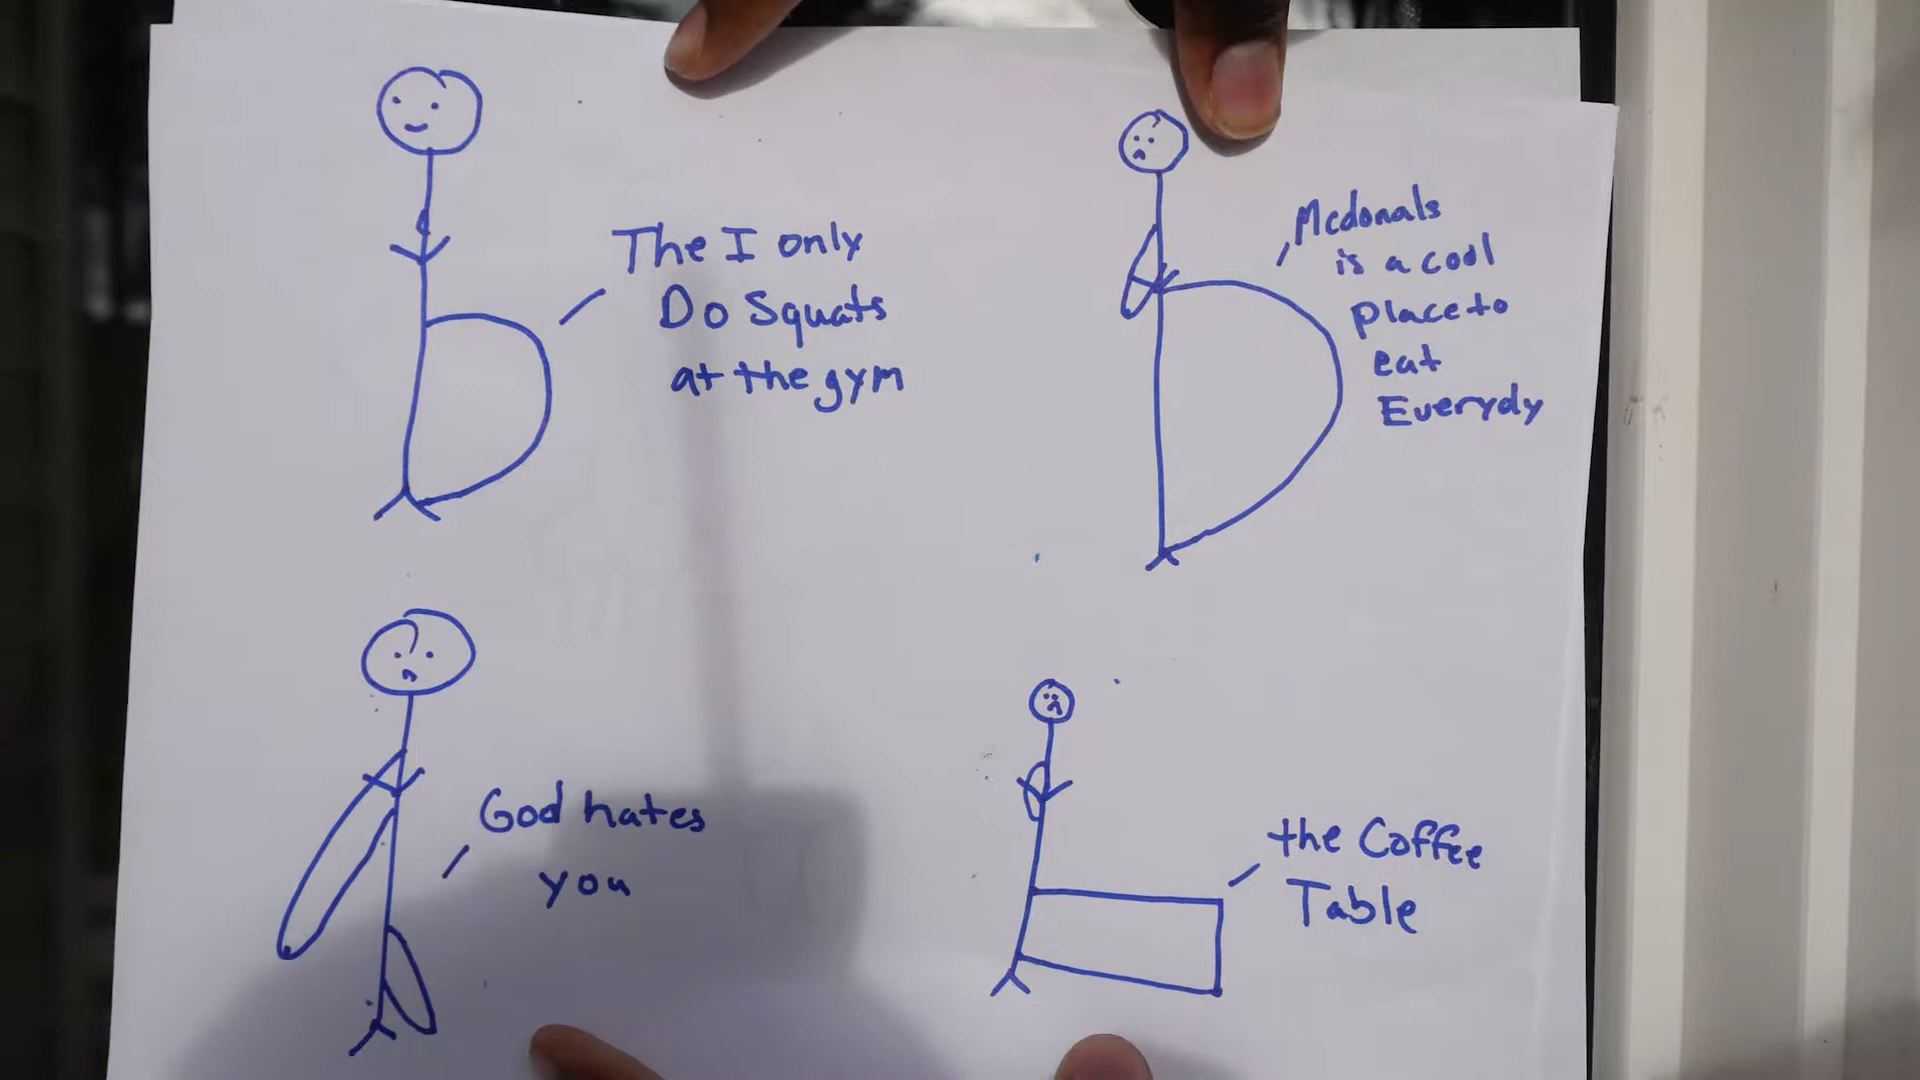 The I only
Do Squats
at the gym
Mcdonals
is a cool
place to
eat
Everydy
God hates
you
the Coffee
Table